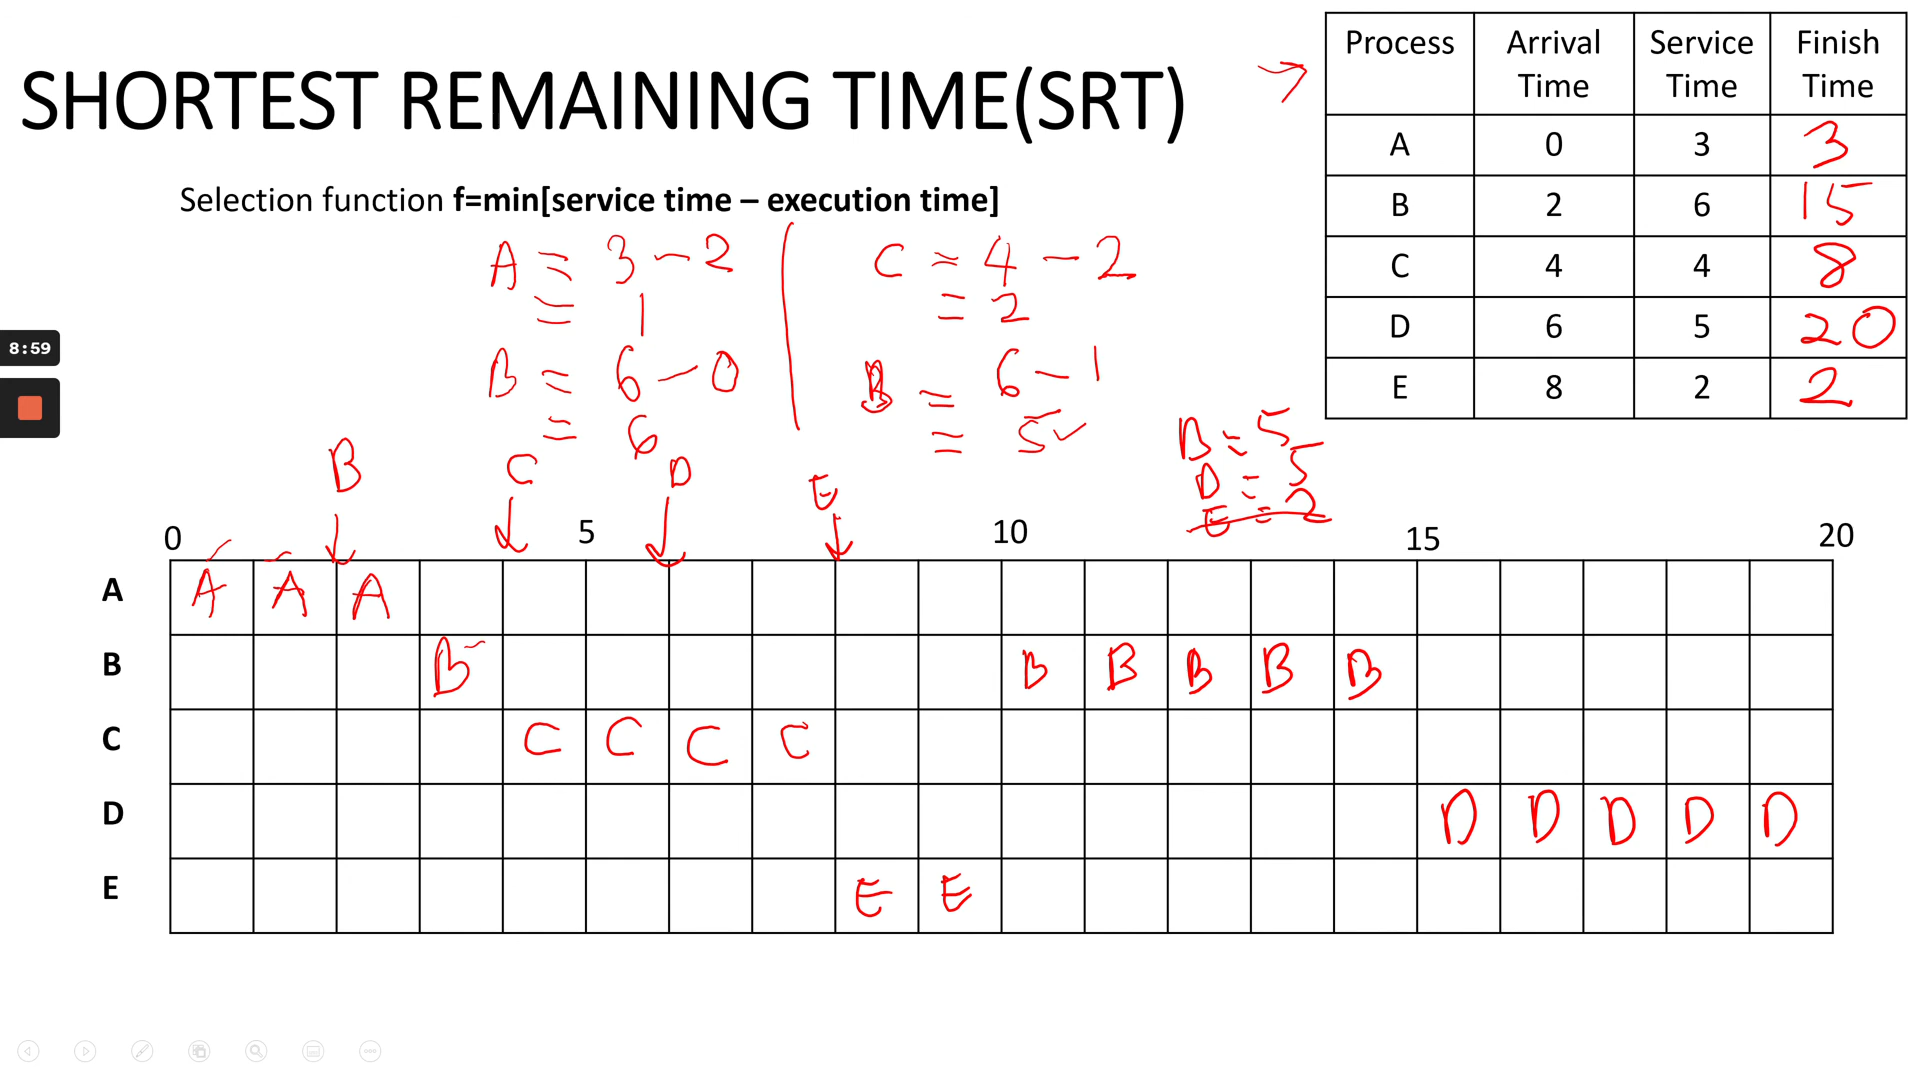 SHORTEST REMAINING TIME(SRT)
Selection function f=min[service time – execution time]
Process Arrival Time Service Time Finish Time
A 0 3 3
B 2 6 15
C 4 4 8
D 6 5 20
E 8 2 2
A = 3 - 2
= 1
B = 6 - 0
= 6
C = 4 - 2
= 2
B = 6 - 1
= 5 ✓
B = 5
D = 5
E = 2
8:59
B C D E
0 5 10 15 20
A A A A
B B B B B B B
C C C C C
D D D D D D
E E E